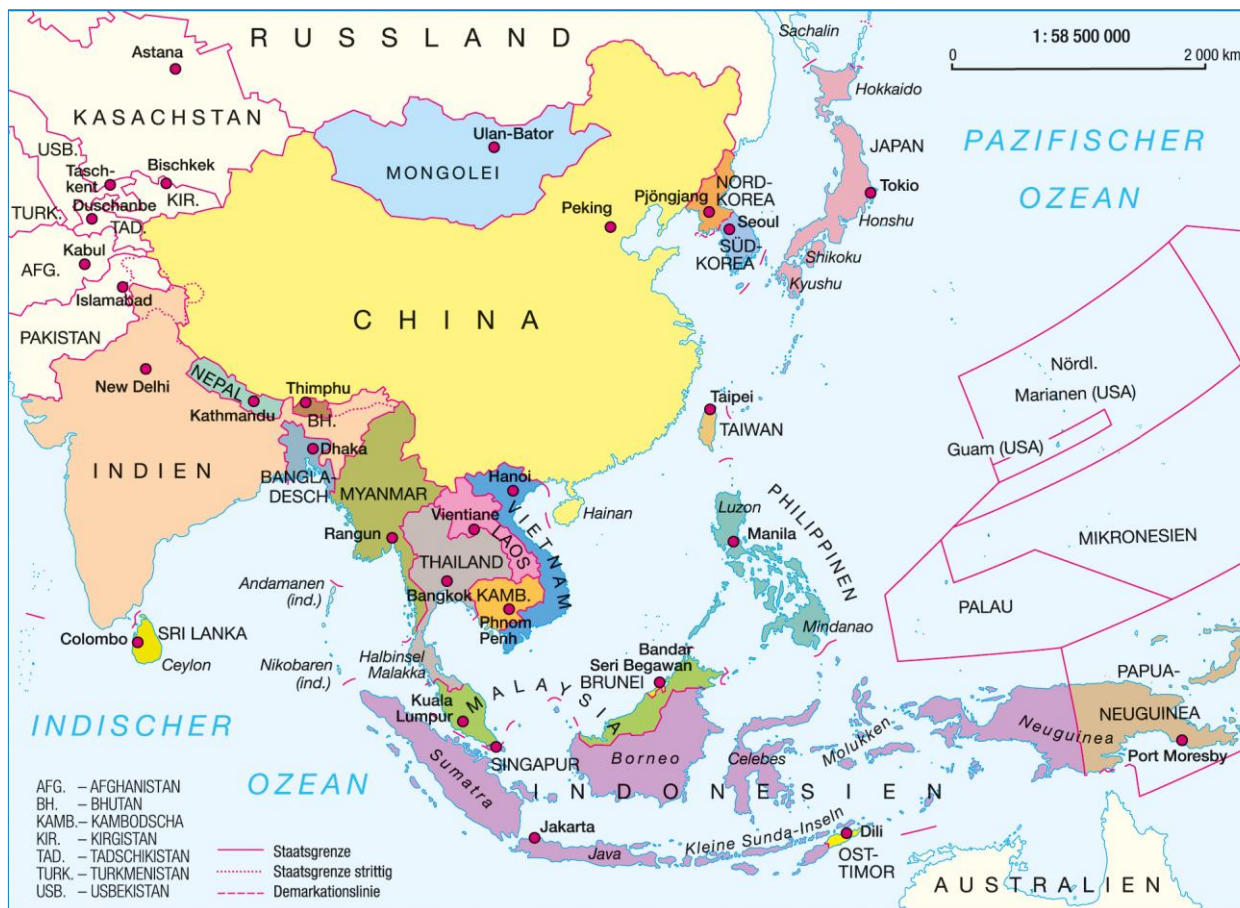 RUSSLAND
Sachalin
1 : 58 500 000
0
2 000 km
Astana
Hokkaido
KASACHSTAN
Ulan-Bator
PAZIFISCHER
OZEAN
USB.
Bischkek
MONGOLEI
JAPAN
Tasch-
kent
KIR.
NORD-
KOREA
Tokio
TURK.
Duschanbe
TAD.
Pjöngjang
Peking
Seoul
Honshu
Kabul
SÜD-
KOREA
Shikoku
AFG.
Kyushu
Islamabad
CHINA
PAKISTAN
New Delhi
NEPAL
Thimphu
Nördl.
Marianen (USA)
Kathmandu
BH.
Taipei
TAIWAN
Dhaka
Guam (USA)
INDIEN
BANGLA-
DESCH
MYANMAR
Hanoi
VIETNAM
Hainan
Luzon
PHILIPPINEN
Vientiane
LAOS
Rangun
Manila
MIKRONESIEN
THAILAND
Andamanen
(ind.)
Bangkok
KAMB.
PALAU
Phnom
Penh
Mindanao
Colombo
SRI LANKA
Ceylon
Nikobaren
(ind.)
Halbinsel
Malakka
Bandar
Seri Begawan
BRUNEI
PAPUA-
NEUGUINEA
Kuala
Lumpur
MALAYSIA
INDISCHER
OZEAN
Neuguinea
Port Moresby
SINGAPUR
Sumatra
Borneo
Celebes
Molukken
INDONESIEN
Jakarta
Java
Kleine Sunda-Inseln
Dili
OST-
TIMOR
AUSTRALIEN
AFG. – AFGHANISTAN
BH. – BHUTAN
KAMB. – KAMBODSCHA
KIR. – KIRGISTAN
TAD. – TADSCHIKISTAN
TURK. – TURKMENISTAN
USB. – USBEKISTAN
Staatsgrenze
Staatsgrenze strittig
Demarkationslinie